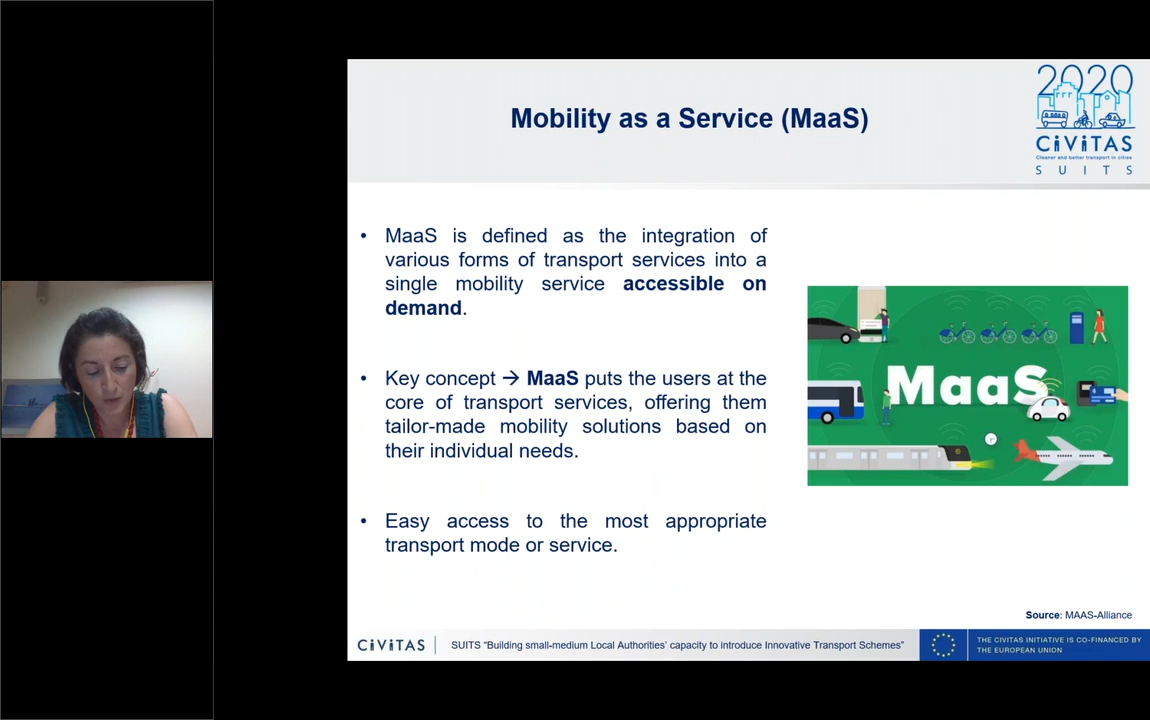 Mobility as a Service (MaaS)
2020
CiViTAS
Cleaner and better transport in cities
S U I T S
• MaaS is defined as the integration of
various forms of transport services into a
single mobility service accessible on
demand.
• Key concept → MaaS puts the users at the
core of transport services, offering them
tailor-made mobility solutions based on
their individual needs.
• Easy access to the most appropriate
transport mode or service.
MaaS
Source: MAAS-Alliance
CiViTAS
SUITS “Building small-medium Local Authorities’ capacity to introduce Innovative Transport Schemes”
THE CIVITAS INITIATIVE IS CO-FINANCED BY
THE EUROPEAN UNION